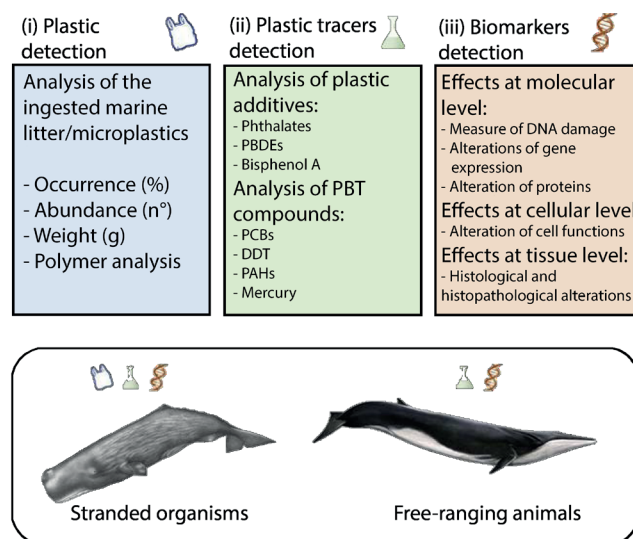 (i) Plastic
detection
Analysis of the
ingested marine
litter/microplastics
- Occurrence (%)
- Abundance (n°)
- Weight (g)
- Polymer analysis
(ii) Plastic tracers
detection
Analysis of plastic
additives:
- Phthalates
- PBDEs
- Bisphenol A
Analysis of PBT
compounds:
- PCBs
- DDT
- PAHs
- Mercury
(iii) Biomarkers
detection
Effects at molecular
level:
- Measure of DNA damage
- Alterations of gene
expression
- Alteration of proteins
Effects at cellular level:
- Alteration of cell functions
Effects at tissue level:
- Histological and
histopathological alterations
Stranded organisms
Free-ranging animals